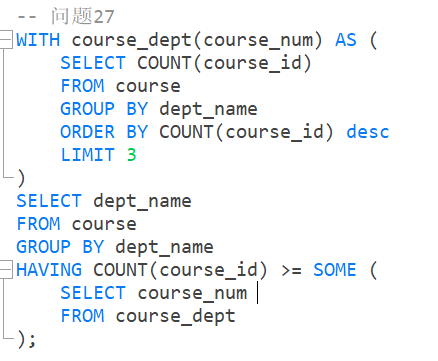 -- 问题27
WITH course_dept(course_num) AS (
    SELECT COUNT(course_id)
    FROM course
    GROUP BY dept_name
    ORDER BY COUNT(course_id) desc
    LIMIT 3
)
SELECT dept_name
FROM course
GROUP BY dept_name
HAVING COUNT(course_id) >= SOME (
    SELECT course_num
    FROM course_dept
);